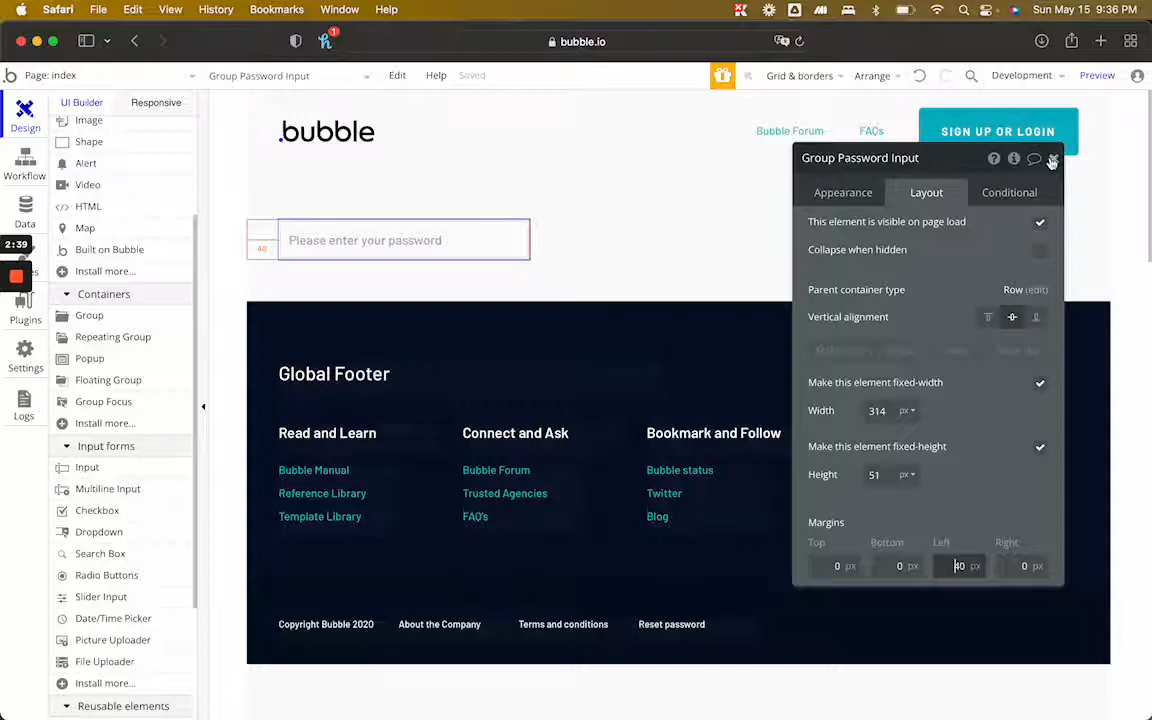 Safari File Edit View History Bookmarks Window Help Sun May 15 9:36 PM
1
bubble.io
Page: index
Group Password Input
Edit Help Saved
Grid & borders Arrange Development Preview
UI Builder Responsive
Design
Workflow
Data
2:39
Plugins
Settings
Logs
Image
Shape
Alert
Video
HTML
Map
Built on Bubble
Install more...
Containers
Group
Repeating Group
Popup
Floating Group
Group Focus
Install more...
Input forms
Input
Multiline Input
Checkbox
Dropdown
Search Box
Radio Buttons
Slider Input
Date/Time Picker
Picture Uploader
File Uploader
Install more...
Reusable elements
.bubble
Bubble Forum FAQs SIGN UP OR LOGIN
40
Please enter your password
Global Footer
Read and Learn
Bubble Manual
Reference Library
Template Library
Connect and Ask
Bubble Forum
Trusted Agencies
FAQ's
Bookmark and Follow
Bubble status
Twitter
Blog
Copyright Bubble 2020 About the Company Terms and conditions Reset password
Group Password Input
Appearance Layout Conditional
This element is visible on page load
Collapse when hidden
Parent container type Row (edit)
Vertical alignment
Make this element fixed-width
Width 314 px
Make this element fixed-height
Height 51 px
Margins
Top Bottom Left Right
0 px 0 px 40 px 0 px